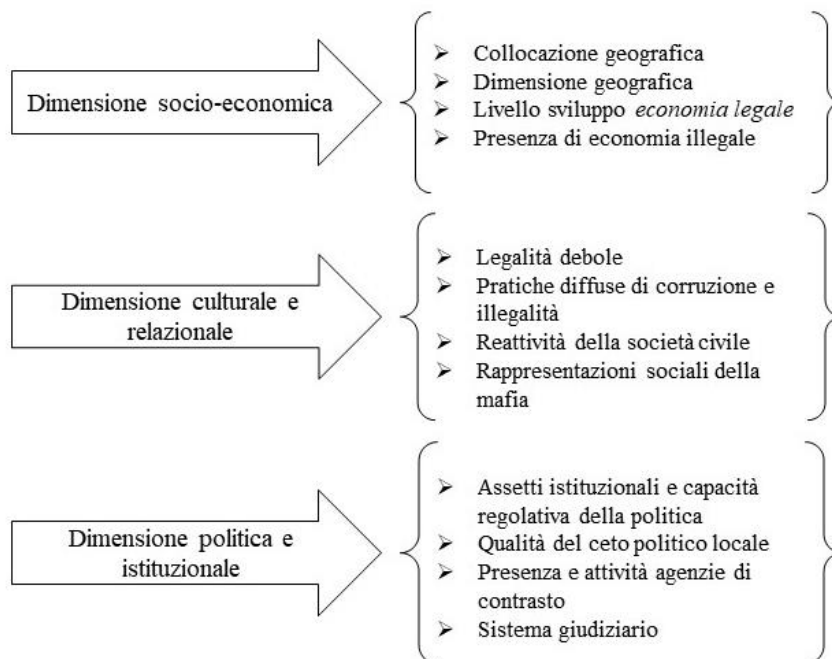 Dimensione socio-economica
➤ Collocazione geografica
➤ Dimensione geografica
➤ Livello sviluppo economia legale
➤ Presenza di economia illegale
Dimensione culturale e
relazionale
➤ Legalità debole
➤ Pratiche diffuse di corruzione e
illegalità
➤ Reattività della società civile
➤ Rappresentazioni sociali della
mafia
Dimensione politica e
istituzionale
➤ Assetti istituzionali e capacità
regolativa della politica
➤ Qualità del ceto politico locale
➤ Presenza e attività agenzie di
contrasto
➤ Sistema giudiziario